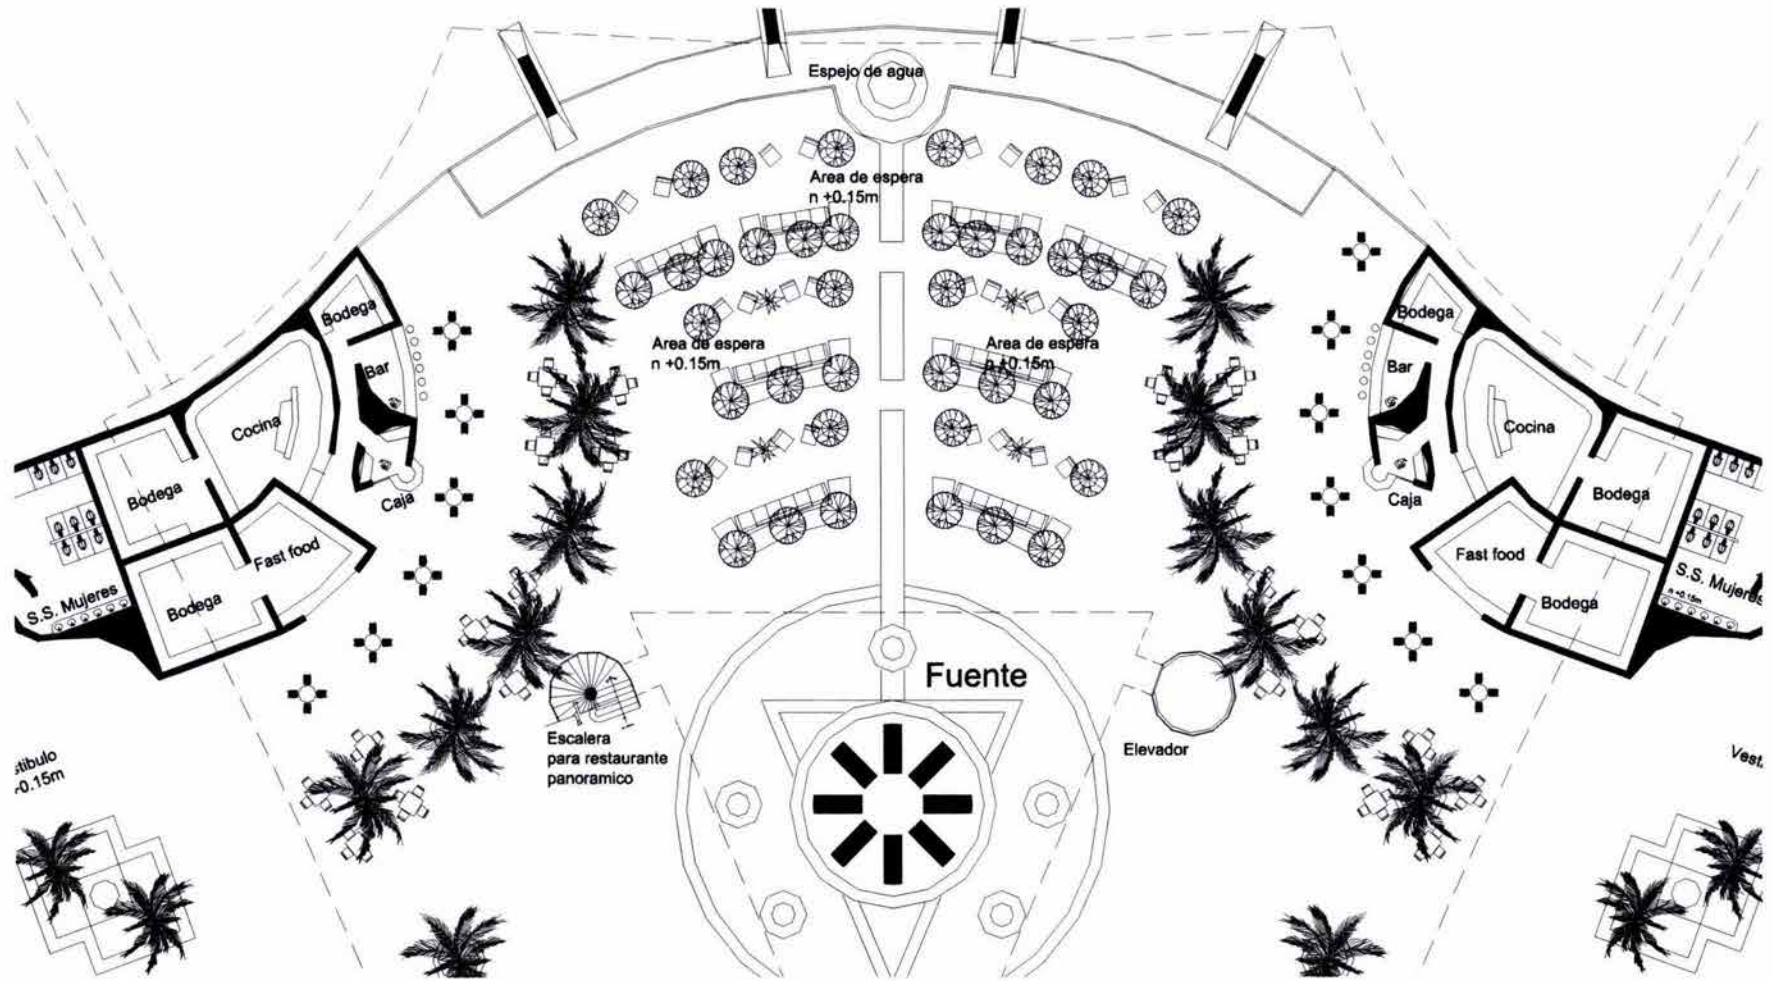 Espejo de agua
Area de espera
n +0.15m
Bodega
Bar
Cocina
Bodega
Caja
Fast food
Bodega
S.S. Mujeres
Area de espera
n +0.15m
Area de espera
n +0.15m
Bodega
Bar
Cocina
Bodega
Caja
Fast food
Bodega
S.S. Mujeres
n +0.15m
Fuente
Escalera
para restaurante
panoramico
Elevador
stibulo
+0.15m
Vest